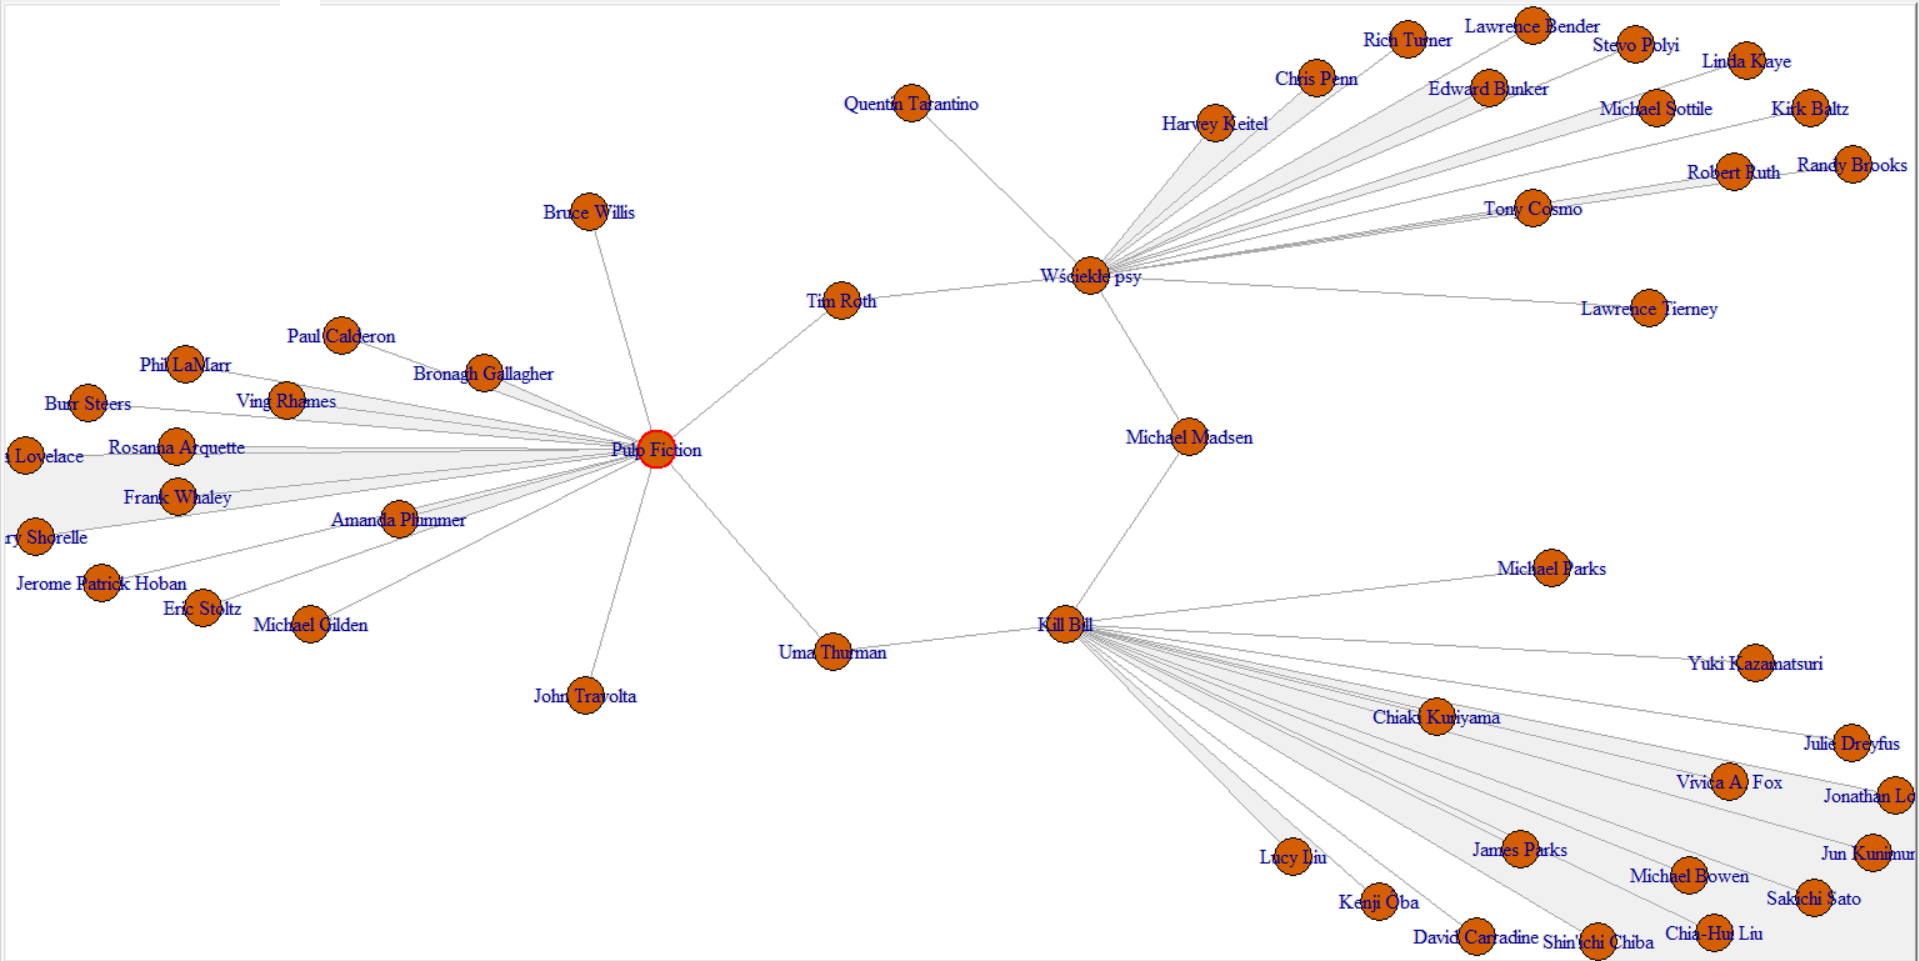 Lawrence Bender
Rich Turner
Stevo Polyi
Linda Kaye
Chris Penn
Edward Bunker
Quentin Tarantino
Michael Sottile
Kirk Baltz
Harvey Keitel
Robert Ruth
Randy Brooks
Bruce Willis
Tony Cosmo
Wściekłe psy
Tim Roth
Lawrence Tierney
Paul Calderon
Phil LaMarr
Bronagh Gallagher
Burr Steers
Ving Rhames
Michael Madsen
Rosanna Arquette
Pulp Fiction
Lovelace
Frank Whaley
Amanda Plummer
ry Shorelle
Michael Parks
Jerome Patrick Hoban
Eric Stoltz
Michael Gilden
Kill Bill
Uma Thurman
Yuki Kazamatsuri
John Travolta
Chiaki Kuriyama
Julie Dreyfus
Vivica A. Fox
Jonathan Lo
James Parks
Jun Kunimur
Lucy Liu
Michael Bowen
Sakichi Sato
Kenji Oba
David Carradine
Shin'ichi Chiba
Chia-Hui Liu